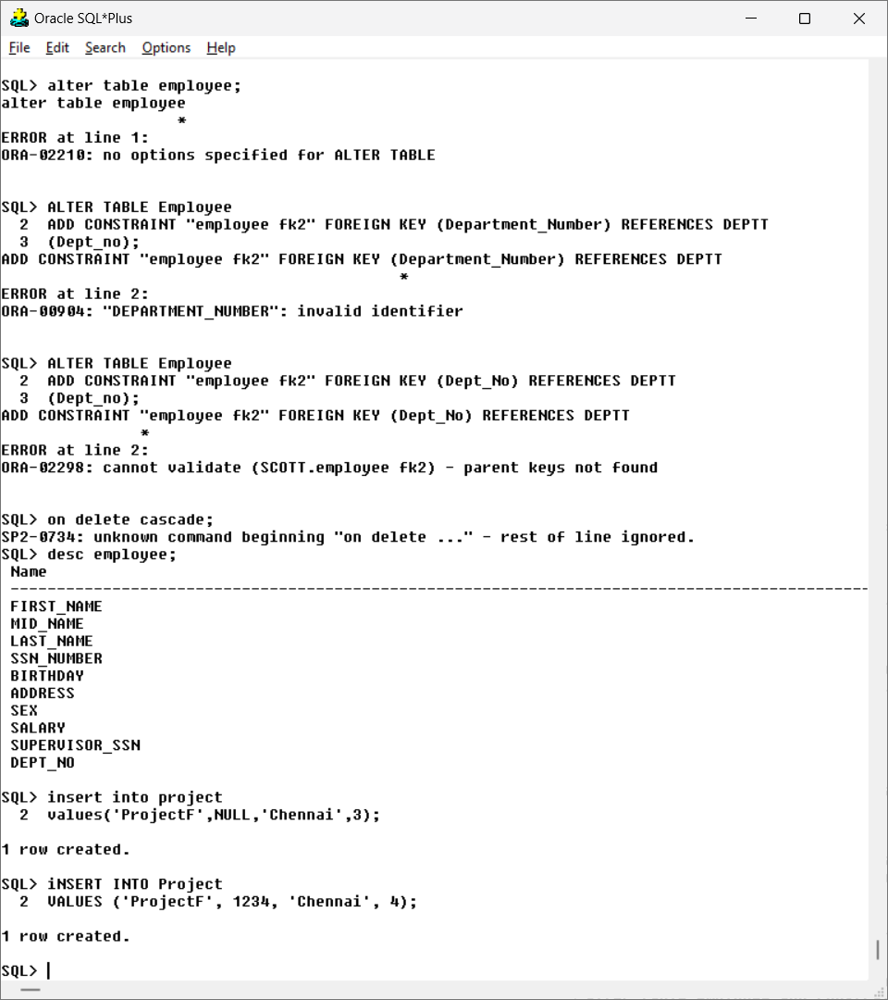 Oracle SQL*Plus
File Edit Search Options Help
SQL> alter table employee;
alter table employee
*
ERROR at line 1:
ORA-02210: no options specified for ALTER TABLE
SQL> ALTER TABLE Employee
2 ADD CONSTRAINT "employee fk2" FOREIGN KEY (Department_Number) REFERENCES DEPTT
3 (Dept_no);
ADD CONSTRAINT "employee fk2" FOREIGN KEY (Department_Number) REFERENCES DEPTT
*
ERROR at line 2:
ORA-00904: "DEPARTMENT_NUMBER": invalid identifier
SQL> ALTER TABLE Employee
2 ADD CONSTRAINT "employee fk2" FOREIGN KEY (Dept_No) REFERENCES DEPTT
3 (Dept_no);
ADD CONSTRAINT "employee fk2" FOREIGN KEY (Dept_No) REFERENCES DEPTT
*
ERROR at line 2:
ORA-02298: cannot validate (SCOTT.employee fk2) - parent keys not found
SQL> on delete cascade;
SP2-0734: unknown command beginning "on delete ..." - rest of line ignored.
SQL> desc employee;
Name
--------------------------------------------------------------------------------------------
FIRST_NAME
MID_NAME
LAST_NAME
SSN_NUMBER
BIRTHDAY
ADDRESS
SEX
SALARY
SUPERVISOR_SSN
DEPT_NO
SQL> insert into project
2 values('ProjectF',NULL,'Chennai',3);
1 row created.
SQL> iNSERT INTO Project
2 VALUES ('ProjectF', 1234, 'Chennai', 4);
1 row created.
SQL>